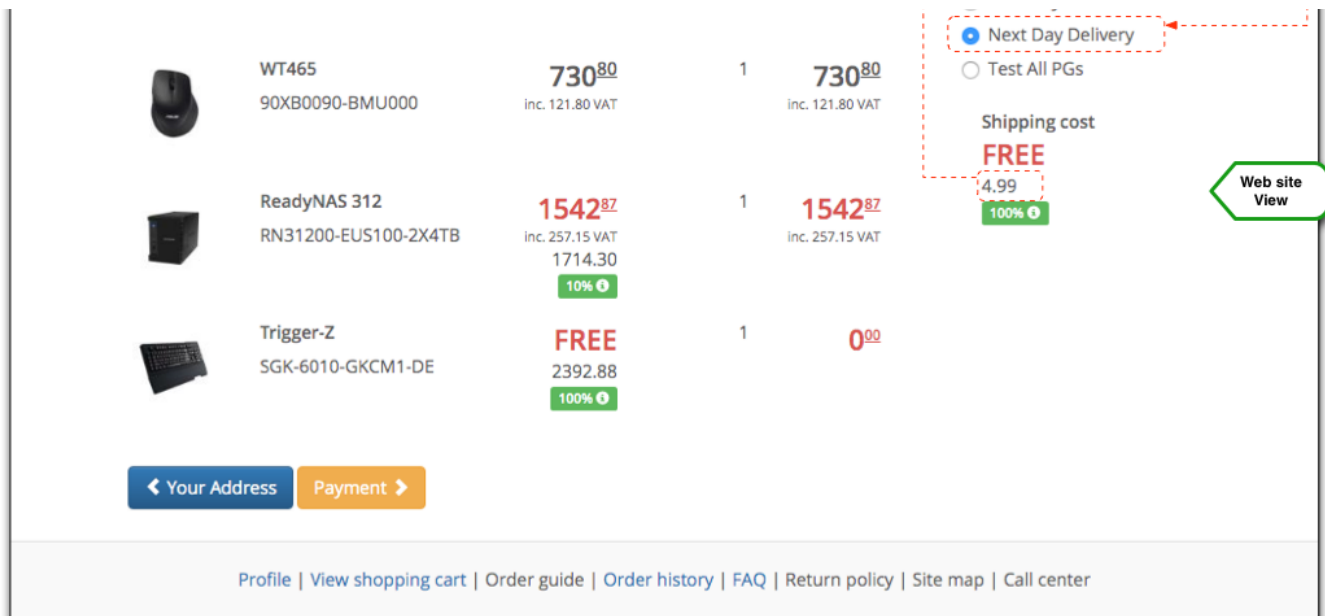 Next Day Delivery
Test All PGs
WT465 730⁸⁰ 1 730⁸⁰
90XB0090-BMU000 inc. 121.80 VAT inc. 121.80 VAT
Shipping cost
FREE
4.99
100%
Web site
View
ReadyNAS 312 1542⁸⁷ 1 1542⁸⁷
RN31200-EUS100-2X4TB inc. 257.15 VAT inc. 257.15 VAT
1714.30
10%
Trigger-Z FREE 1 0⁰⁰
SGK-6010-GKCM1-DE 2392.88
100%
Your Address Payment
Profile | View shopping cart | Order guide | Order history | FAQ | Return policy | Site map | Call center